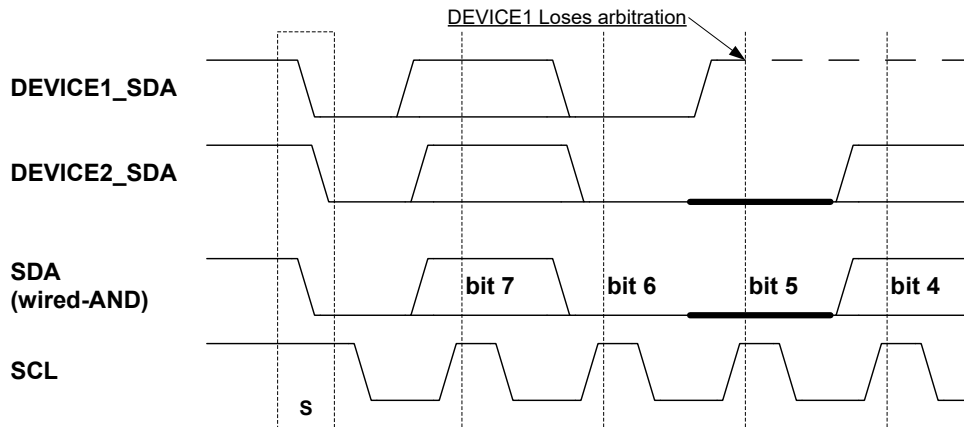 DEVICE1 Loses arbitration
DEVICE1_SDA
DEVICE2_SDA
SDA
(wired-AND)
bit 7 bit 6 bit 5 bit 4
SCL
S